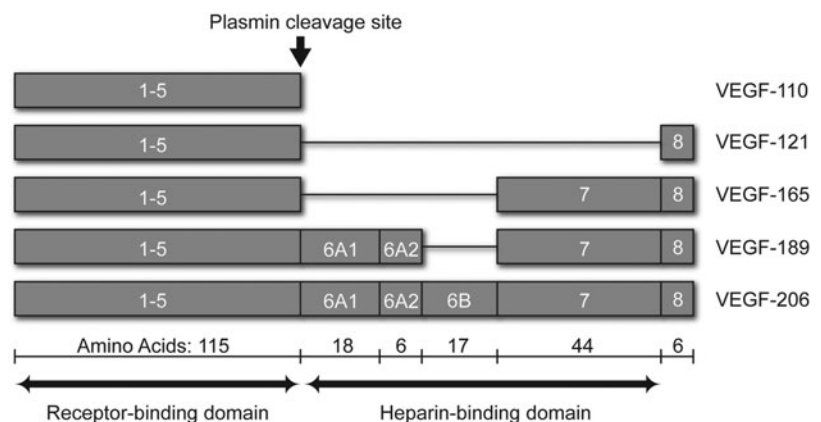 Plasmin cleavage site
1-5 VEGF-110
1-5 8 VEGF-121
1-5 7 8 VEGF-165
1-5 6A1 6A2 7 8 VEGF-189
1-5 6A1 6A2 6B 7 8 VEGF-206
Amino Acids: 115 18 6 17 44 6
Receptor-binding domain Heparin-binding domain